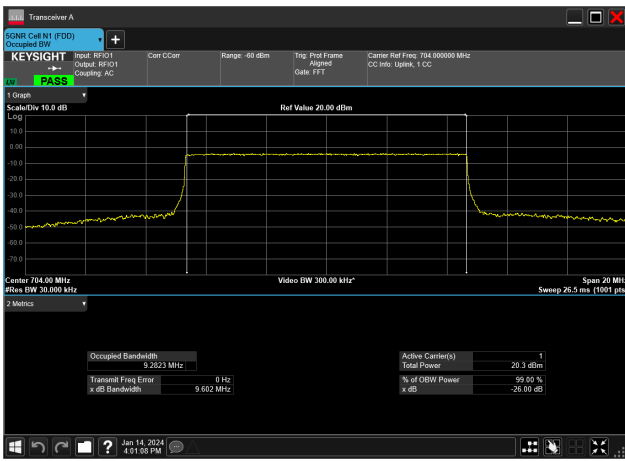 Transceiver A
5GNR Cell N1 (FDD)
Occupied BW
KEYSIGHT
PASS
Input: RFIO1
Output: RFIO1
Coupling: AC
Corr CCorr
Range: -60 dBm
Trig: Prot Frame
Aligned
Gate: FFT
Carrier Ref Freq: 704.000000 MHz
CC Info: Uplink, 1 CC
1 Graph
Scale/Div 10.0 dB
Ref Value 20.00 dBm
Log
10.0
0.00
-10.0
-20.0
-30.0
-40.0
-50.0
-60.0
-70.0
Center 704.00 MHz
Video BW 300.00 kHz*
Span 20 MHz
#Res BW 30.000 kHz
Sweep 26.5 ms (1001 pts
2 Metrics
Occupied Bandwidth
9.2823 MHz
Transmit Freq Error 0 Hz
x dB Bandwidth 9.602 MHz
Active Carrier(s) 1
Total Power 20.3 dBm
% of OBW Power 99.00 %
x dB -26.00 dB
?
Jan 14, 2024
4:01:08 PM